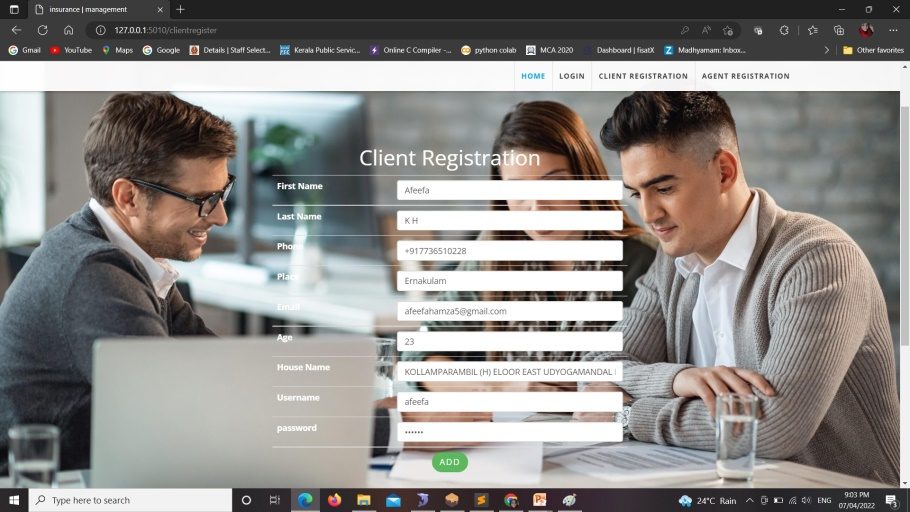 insurance | management
127.0.0.1:5010/clientregister
Gmail YouTube Maps Google Details | Staff Select... Kerala Public Servic... Online C Compiler -... python colab MCA 2020 Dashboard | fisatX Madhyamam: Inbox... Other favorites
HOME LOGIN CLIENT REGISTRATION AGENT REGISTRATION
Client Registration
First Name Afeefa
Last Name K H
Phone +917736510228
Place Ernakulam
Email afeefahamza5@gmail.com
Age 23
House Name KOLLAMPARAMBIL (H) ELOOR EAST UDYOGAMANDAL
Username afeefa
password ••••••
ADD
Type here to search 24°C Rain ENG 9:03 PM
07/04/2022
3